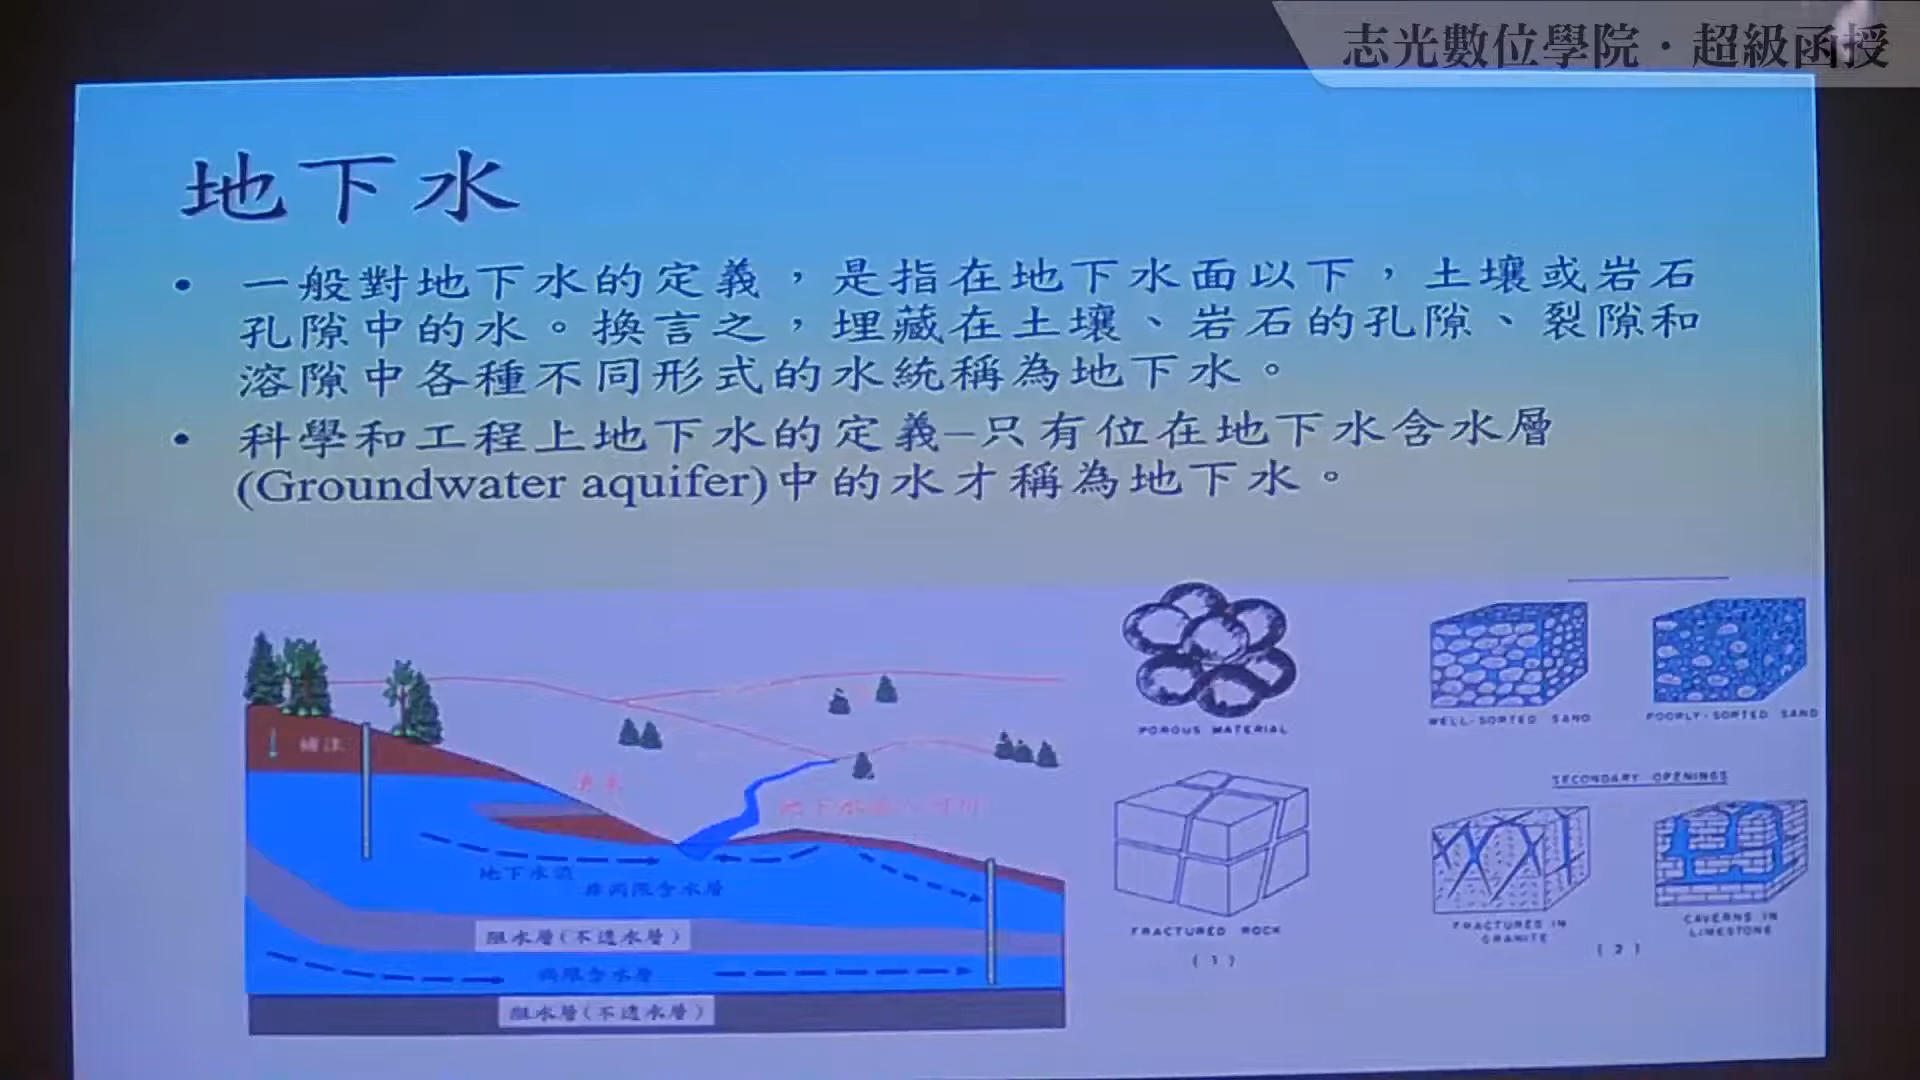 志光數位學院・超級函授
地下水
• 一般對地下水的定義，是指在地下水面以下，土壤或岩石
孔隙中的水。換言之，埋藏在土壤、岩石的孔隙、裂隙和
溶隙中各種不同形式的水統稱為地下水。
• 科學和工程上地下水的定義–只有位在地下水含水層
(Groundwater aquifer)中的水才稱為地下水。
補注
地下水流
非拘限含水層
阻水層(不透水層)
拘限含水層
阻水層(不透水層)
POROUS MATERIAL
WELL-SORTED SAND
POORLY-SORTED SAND
SECONDARY OPENINGS
FRACTURED ROCK
(1)
FRACTURES IN
GRANITE
CAVERNS IN
LIMESTONE
(2)